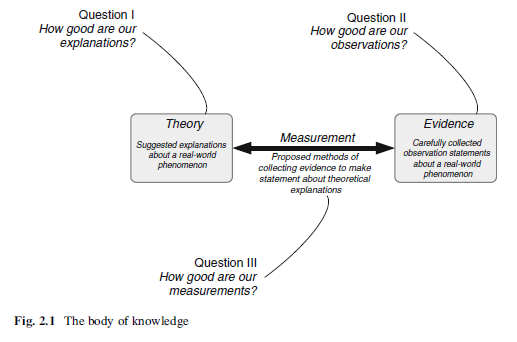 Question I
How good are our
explanations?
Question II
How good are our
observations?
Theory
Suggested explanations
about a real-world
phenomenon
Measurement
Proposed methods of
collecting evidence to make
statement about theoretical
explanations
Evidence
Carefully collected
observation statements
about a real-world
phenomenon
Question III
How good are our
measurements?
Fig. 2.1 The body of knowledge